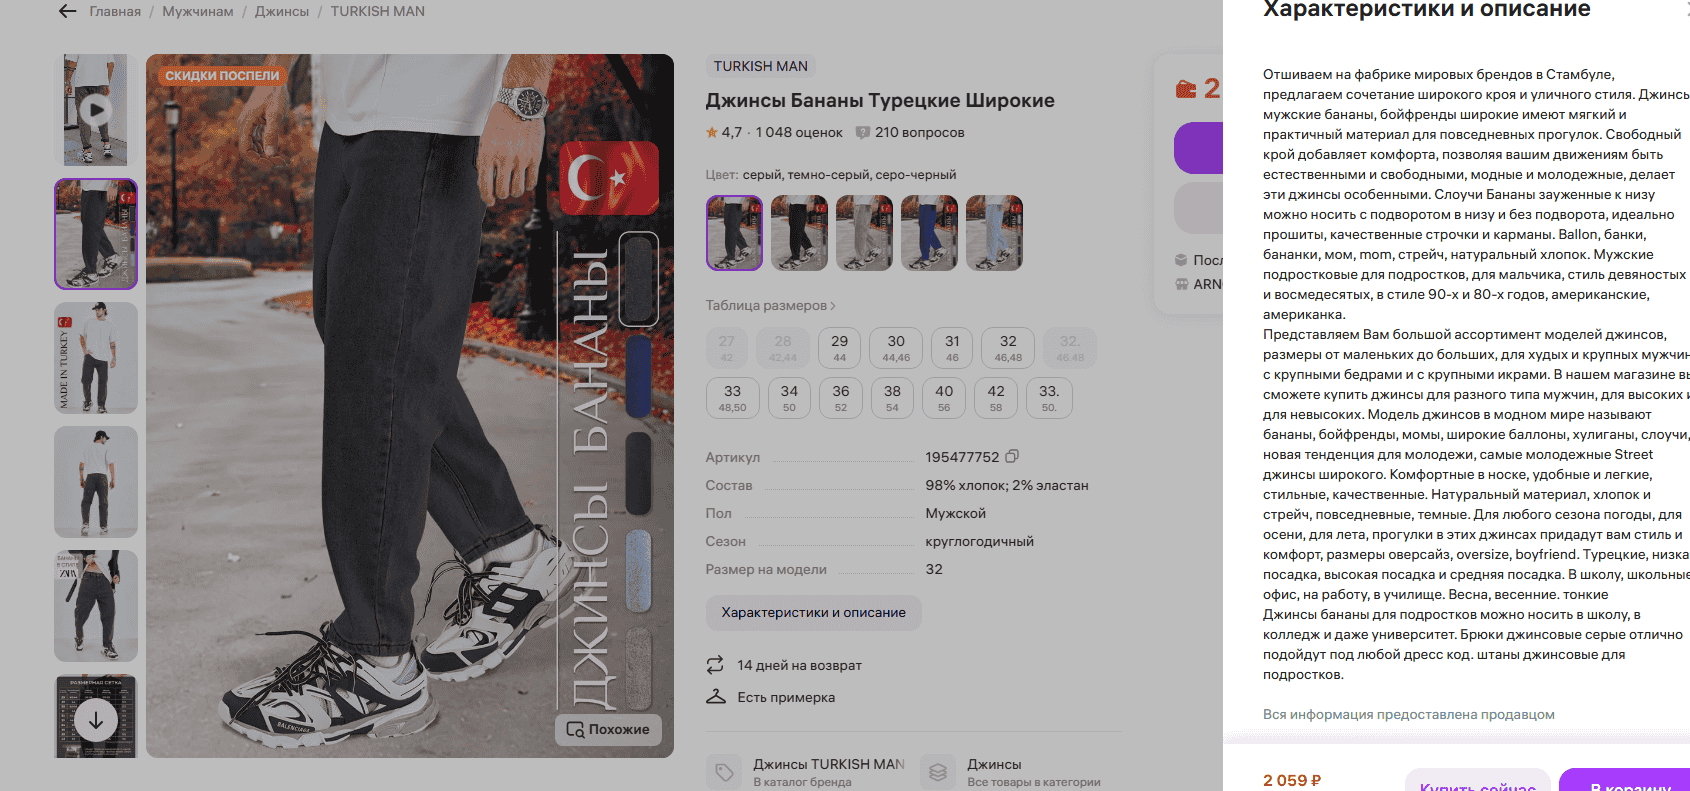 Главная / Мужчинам / Джинсы / TURKISH MAN
СКИДКИ ПОСПЕЛИ
ДЖИНСЫ БАНАНЫ
BALENCIAGA
Похожие
MADE IN TURKEY
БАНАНЫ
В СТИЛЕ
ZARA
РАЗМЕРНАЯ СЕТКА
TURKISH MAN
Джинсы Бананы Турецкие Широкие
4,7 · 1 048 оценок 210 вопросов
Цвет: серый, темно-серый, серо-черный
Таблица размеров
27 28 29 30 31 32 32.
42 42,44 44 44,46 46 46,48 46,48
33 34 36 38 40 42 33.
48,50 50 52 54 56 58 50.
Артикул 195477752
Состав 98% хлопок; 2% эластан
Пол Мужской
Сезон круглогодичный
Размер на модели 32
Характеристики и описание
14 дней на возврат
Есть примерка
Джинсы TURKISH MAN
В каталог бренда
Джинсы
Все товары в категории
2
Посл
ARN
Характеристики и описание
Отшиваем на фабрике мировых брендов в Стамбуле,
предлагаем сочетание широкого кроя и уличного стиля. Джинсы
мужские бананы, бойфренды широкие имеют мягкий и
практичный материал для повседневных прогулок. Свободный
крой добавляет комфорта, позволяя вашим движениям быть
естественными и свободными, модные и молодежные, делает
эти джинсы особенными. Слоучи Бананы зауженные к низу
можно носить с подворотом в низу и без подворота, идеально
прошиты, качественные строчки и карманы. Ballon, банки,
бананки, мом, mom, стрейч, натуральный хлопок. Мужские
подростковые для подростков, для мальчика, стиль девяностых
и восмедесятых, в стиле 90-х и 80-х годов, американские,
американка.
Представляем Вам большой ассортимент моделей джинсов,
размеры от маленьких до больших, для худых и крупных мужчин
с крупными бедрами и с крупными икрами. В нашем магазине вы
сможете купить джинсы для разного типа мужчин, для высоких и
для невысоких. Модель джинсов в модном мире называют
бананы, бойфренды, момы, широкие баллоны, хулиганы, слоучи,
новая тенденция для молодежи, самые молодежные Street
джинсы широкого. Комфортные в носке, удобные и легкие,
стильные, качественные. Натуральный материал, хлопок и
стрейч, повседневные, темные. Для любого сезона погоды, для
осени, для лета, прогулки в этих джинсах придадут вам стиль и
комфорт, размеры оверсайз, oversize, boyfriend. Турецкие, низка
посадка, высокая посадка и средняя посадка. В школу, школьные
офис, на работу, в училище. Весна, весенние. тонкие
Джинсы бананы для подростков можно носить в школу, в
колледж и даже университет. Брюки джинсовые серые отлично
подойдут под любой дресс код. штаны джинсовые для
подростков.
Вся информация предоставлена продавцом
2 059 ₽
Купить сейчас
В корзину